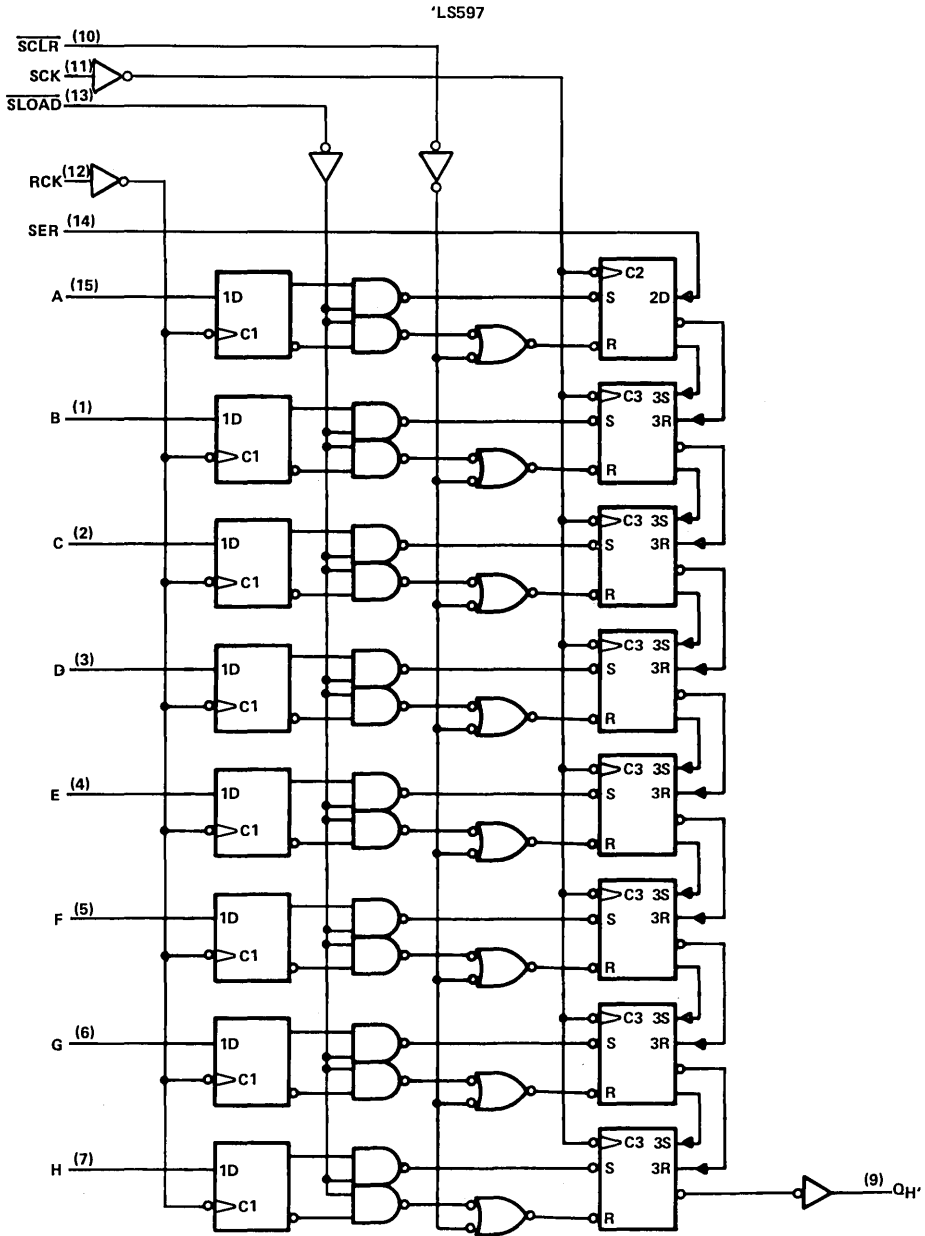 'LS597
SCLR (10)
SCK (11)
SLOAD (13)
RCK (12)
SER (14)
C2
A (15) 1D S 2D
C1 R
C3 3S
B (1) 1D S 3R
C1 R
C3 3S
C (2) 1D S 3R
C1 R
C3 3S
D (3) 1D S 3R
C1 R
C3 3S
E (4) 1D S 3R
C1 R
C3 3S
F (5) 1D S 3R
C1 R
C3 3S
G (6) 1D S 3R
C1 R
C3 3S
H (7) 1D S 3R
(9) QH'
C1 R